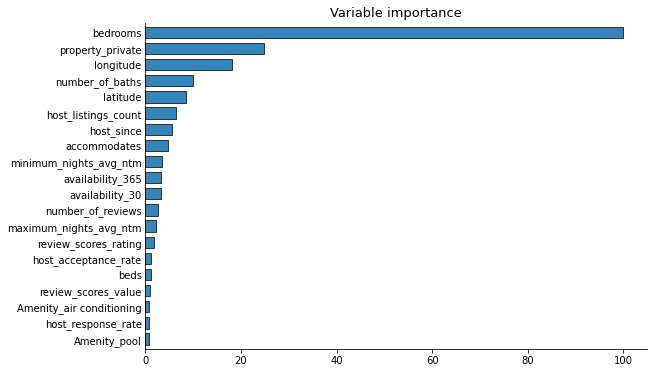 Variable importance
bedrooms
property_private
longitude
number_of_baths
latitude
host_listings_count
host_since
accommodates
minimum_nights_avg_ntm
availability_365
availability_30
number_of_reviews
maximum_nights_avg_ntm
review_scores_rating
host_acceptance_rate
beds
review_scores_value
Amenity_air conditioning
host_response_rate
Amenity_pool
0 20 40 60 80 100